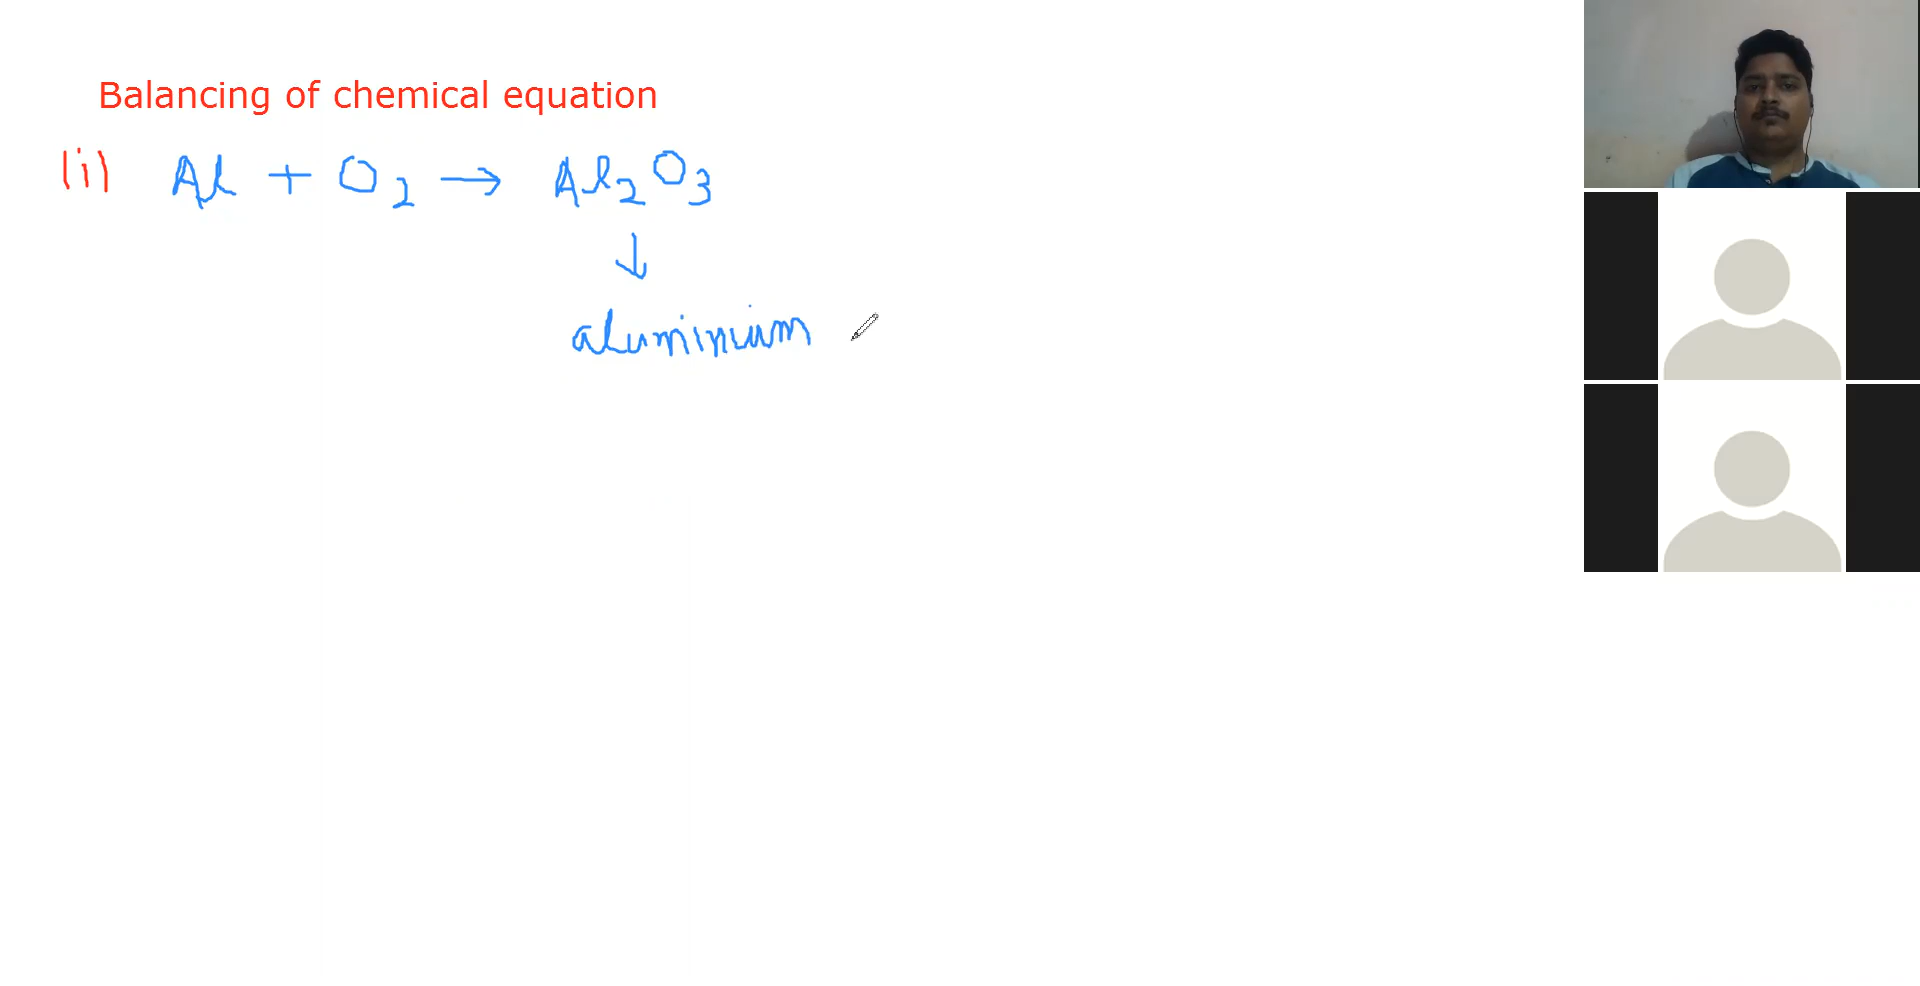 Balancing of chemical equation
(i) Al + O2 → Al2O3
↓
aluminium